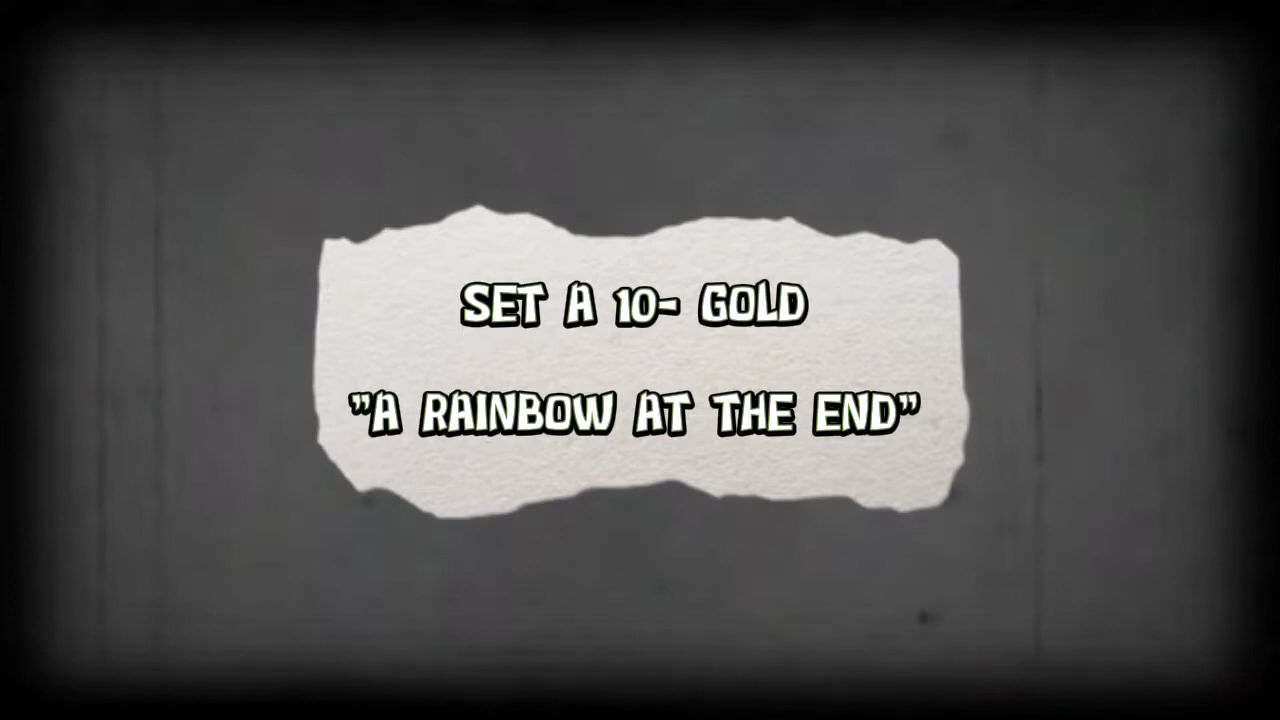 SET A 10- GOLD
"A RAINBOW AT THE END"